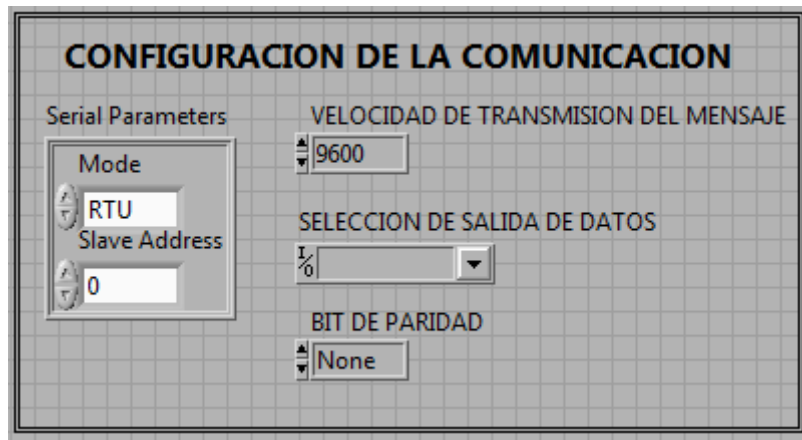 CONFIGURACION DE LA COMUNICACION
Serial Parameters
Mode
RTU
Slave Address
0
VELOCIDAD DE TRANSMISION DEL MENSAJE
9600
SELECCION DE SALIDA DE DATOS
I/O
BIT DE PARIDAD
None